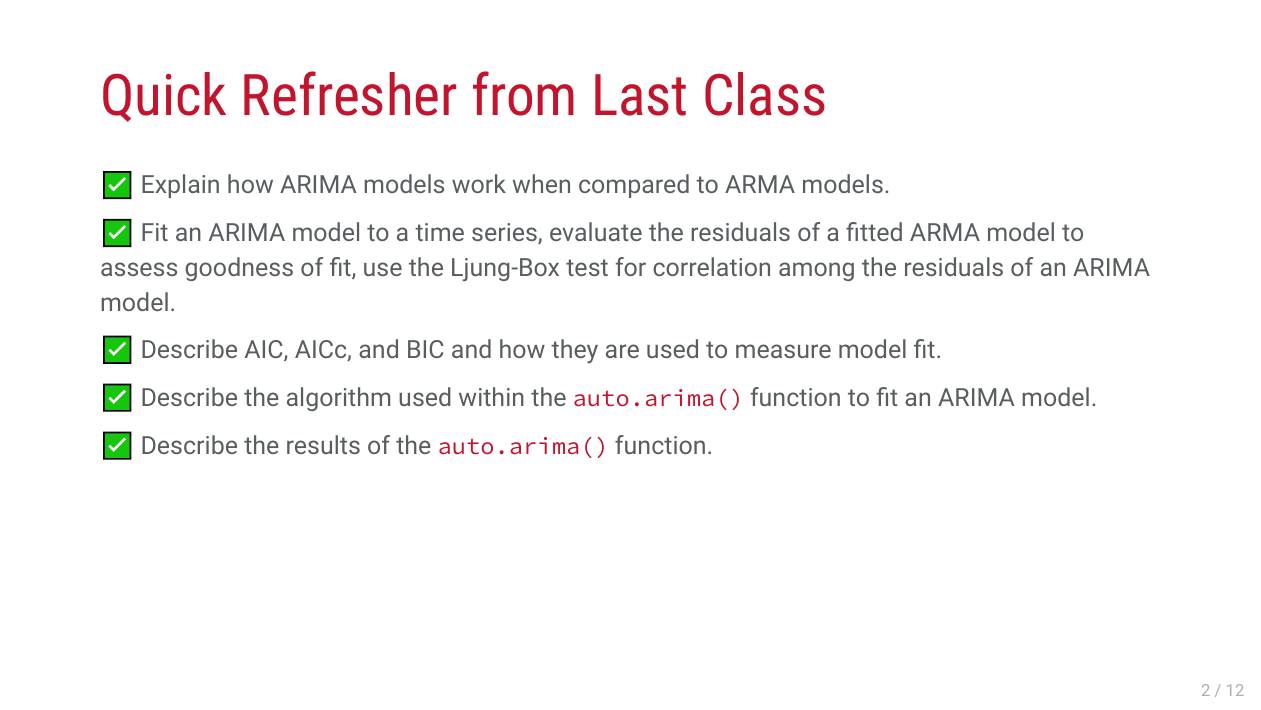 Quick Refresher from Last Class
✅ Explain how ARIMA models work when compared to ARMA models.
✅ Fit an ARIMA model to a time series, evaluate the residuals of a fitted ARMA model to
assess goodness of fit, use the Ljung-Box test for correlation among the residuals of an ARIMA
model.
✅ Describe AIC, AICc, and BIC and how they are used to measure model fit.
✅ Describe the algorithm used within the auto.arima() function to fit an ARIMA model.
✅ Describe the results of the auto.arima() function.
2 / 12